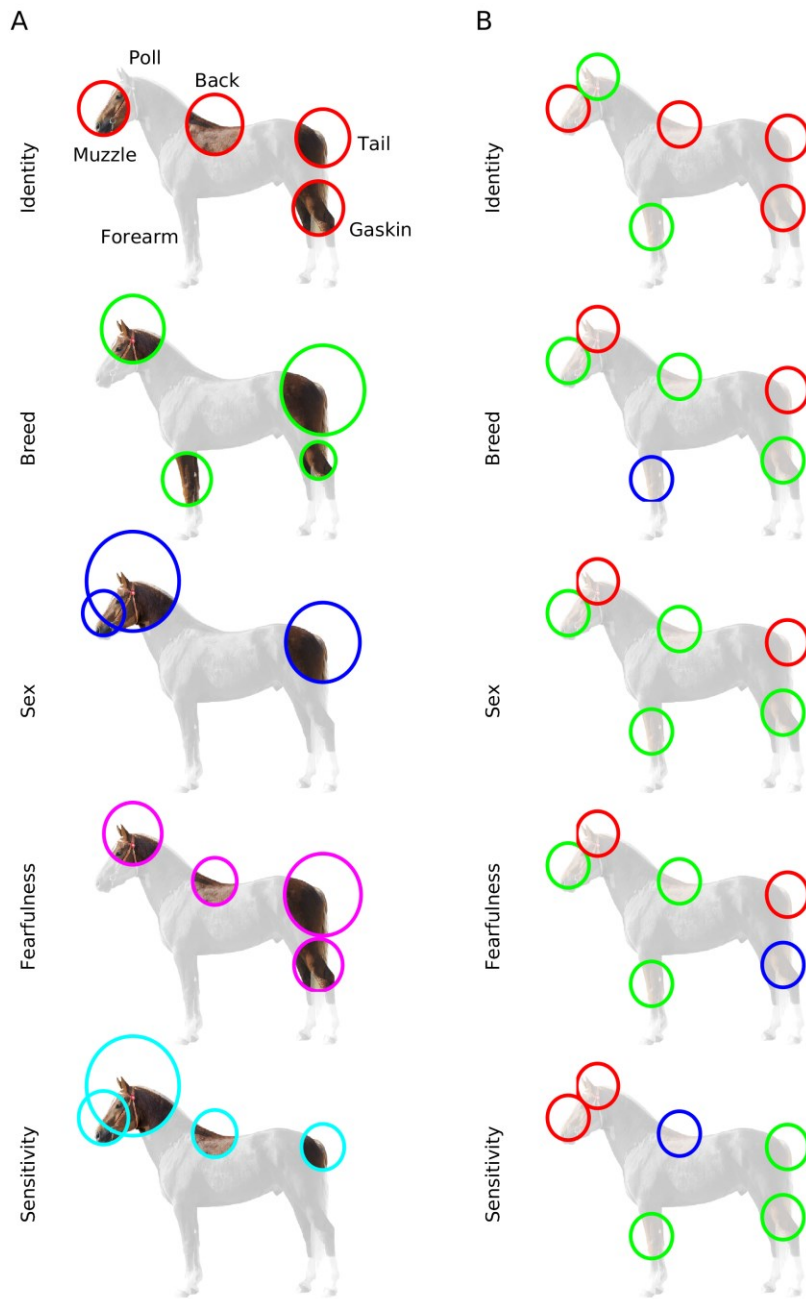 A
B
Poll
Back
Muzzle
Tail
Forearm
Gaskin
Identity
Identity
Breed
Breed
Sex
Sex
Fearfulness
Fearfulness
Sensitivity
Sensitivity